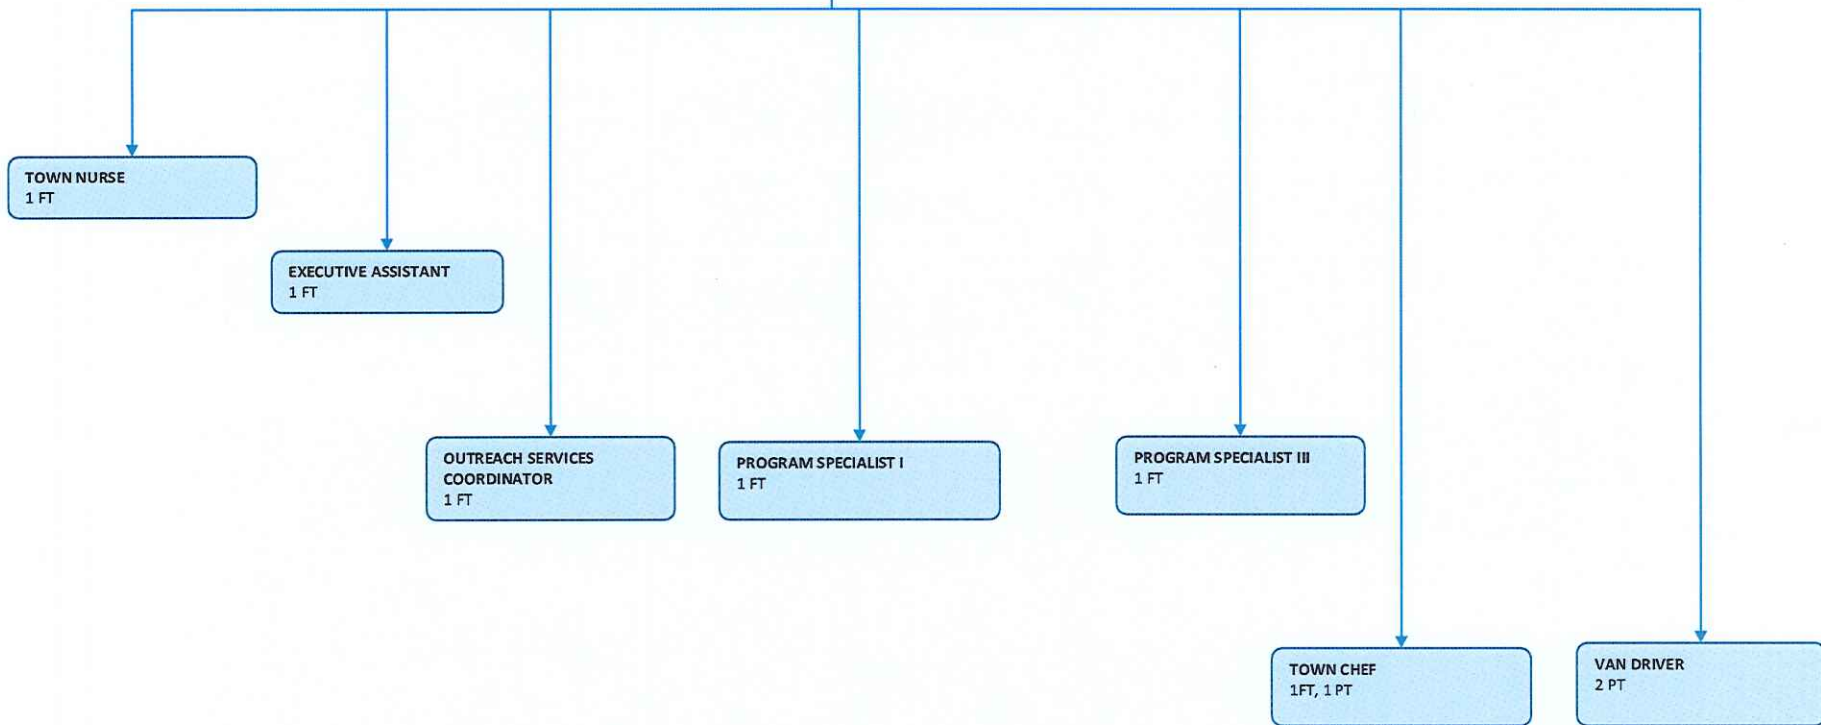 TOWN NURSE
1 FT
EXECUTIVE ASSISTANT
1 FT
OUTREACH SERVICES
COORDINATOR
1 FT
PROGRAM SPECIALIST I
1 FT
PROGRAM SPECIALIST III
1 FT
TOWN CHEF
1FT, 1 PT
VAN DRIVER
2 PT